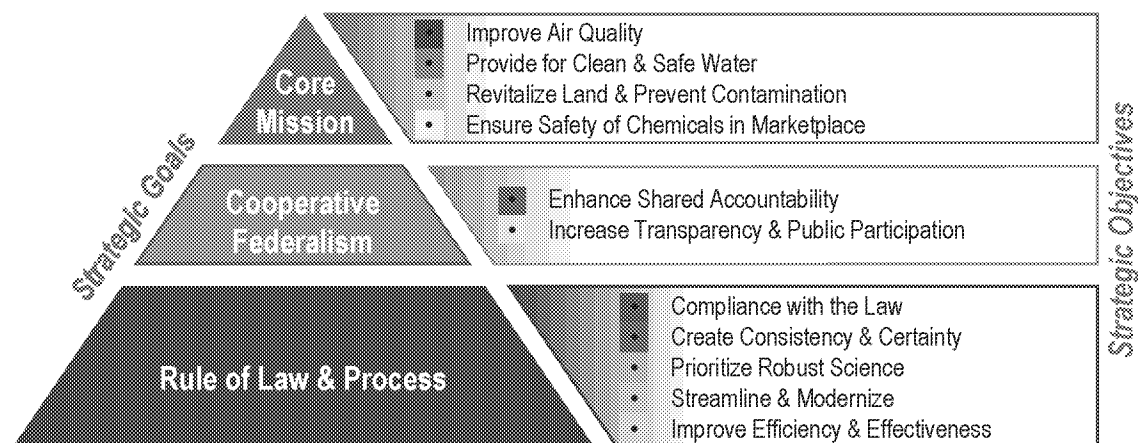 Strategic Goals
Core
Mission
• Improve Air Quality
• Provide for Clean & Safe Water
• Revitalize Land & Prevent Contamination
• Ensure Safety of Chemicals in Marketplace
Cooperative
Federalism
• Enhance Shared Accountability
• Increase Transparency & Public Participation
Rule of Law & Process
• Compliance with the Law
• Create Consistency & Certainty
• Prioritize Robust Science
• Streamline & Modernize
• Improve Efficiency & Effectiveness
Strategic Objectives